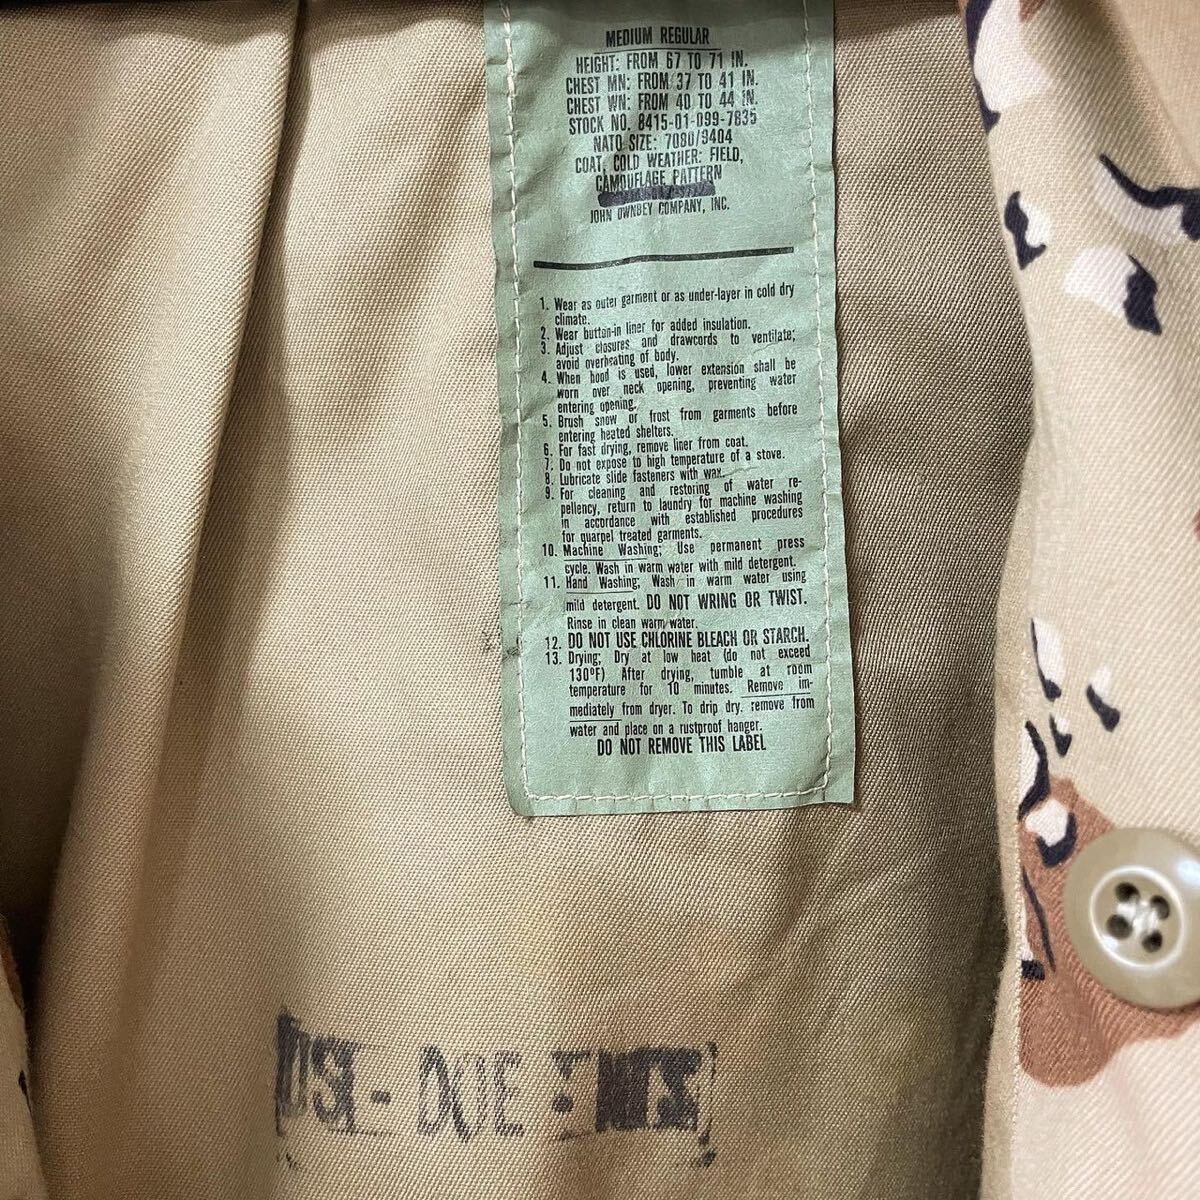 MEDIUM REGULAR
HEIGHT: FROM 67 TO 71 IN.
CHEST MN: FROM 37 TO 41 IN.
CHEST WN: FROM 40 TO 44 IN.
STOCK NO. 8415-01-099-7835
NATO SIZE: 7080/9404
COAT, COLD WEATHER: FIELD,
CAMOUFLAGE PATTERN
JOHN OWNBEY COMPANY, INC.
1. Wear as outer garment or as under-layer in cold dry
climate.
2. Wear button-in liner for added insulation.
3. Adjust closures and drawcords to ventilate;
avoid overheating of body.
4. When hood is used, lower extension shall be
worn over neck opening, preventing water
entering opening.
5. Brush snow or frost from garments before
entering heated shelters.
6. For fast drying, remove liner from coat.
7. Do not expose to high temperature of a stove.
8. Lubricate slide fasteners with wax.
9. For cleaning and restoring of water re-
pellency, return to laundry for machine washing
in accordance with established procedures
for quarpel treated garments.
10. Machine Washing; Use permanent press
cycle. Wash in warm water with mild detergent.
11. Hand Washing; Wash in warm water using
mild detergent. DO NOT WRING OR TWIST.
Rinse in clean warm water.
12. DO NOT USE CHLORINE BLEACH OR STARCH.
13. Drying; Dry at low heat (do not exceed
130ºF) After drying, tumble at room
temperature for 10 minutes. Remove im-
mediately from dryer. To drip dry. remove from
water and place on a rustproof hanger.
DO NOT REMOVE THIS LABEL